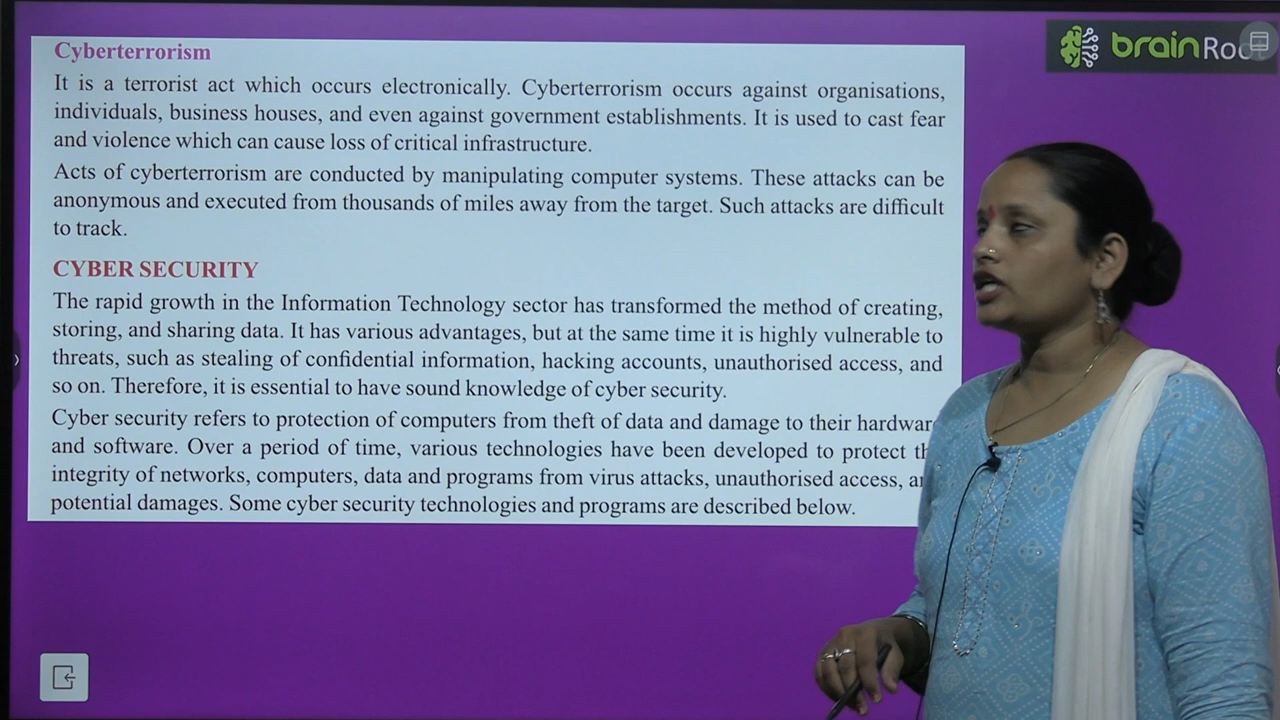 Cyberterrorism
brainRoo
It is a terrorist act which occurs electronically. Cyberterrorism occurs against organisations,
individuals, business houses, and even against government establishments. It is used to cast fear
and violence which can cause loss of critical infrastructure.
Acts of cyberterrorism are conducted by manipulating computer systems. These attacks can be
anonymous and executed from thousands of miles away from the target. Such attacks are difficult
to track.
CYBER SECURITY
The rapid growth in the Information Technology sector has transformed the method of creating,
storing, and sharing data. It has various advantages, but at the same time it is highly vulnerable to
threats, such as stealing of confidential information, hacking accounts, unauthorised access, and
so on. Therefore, it is essential to have sound knowledge of cyber security.
Cyber security refers to protection of computers from theft of data and damage to their hardwar
and software. Over a period of time, various technologies have been developed to protect th
integrity of networks, computers, data and programs from virus attacks, unauthorised access, an
potential damages. Some cyber security technologies and programs are described below.